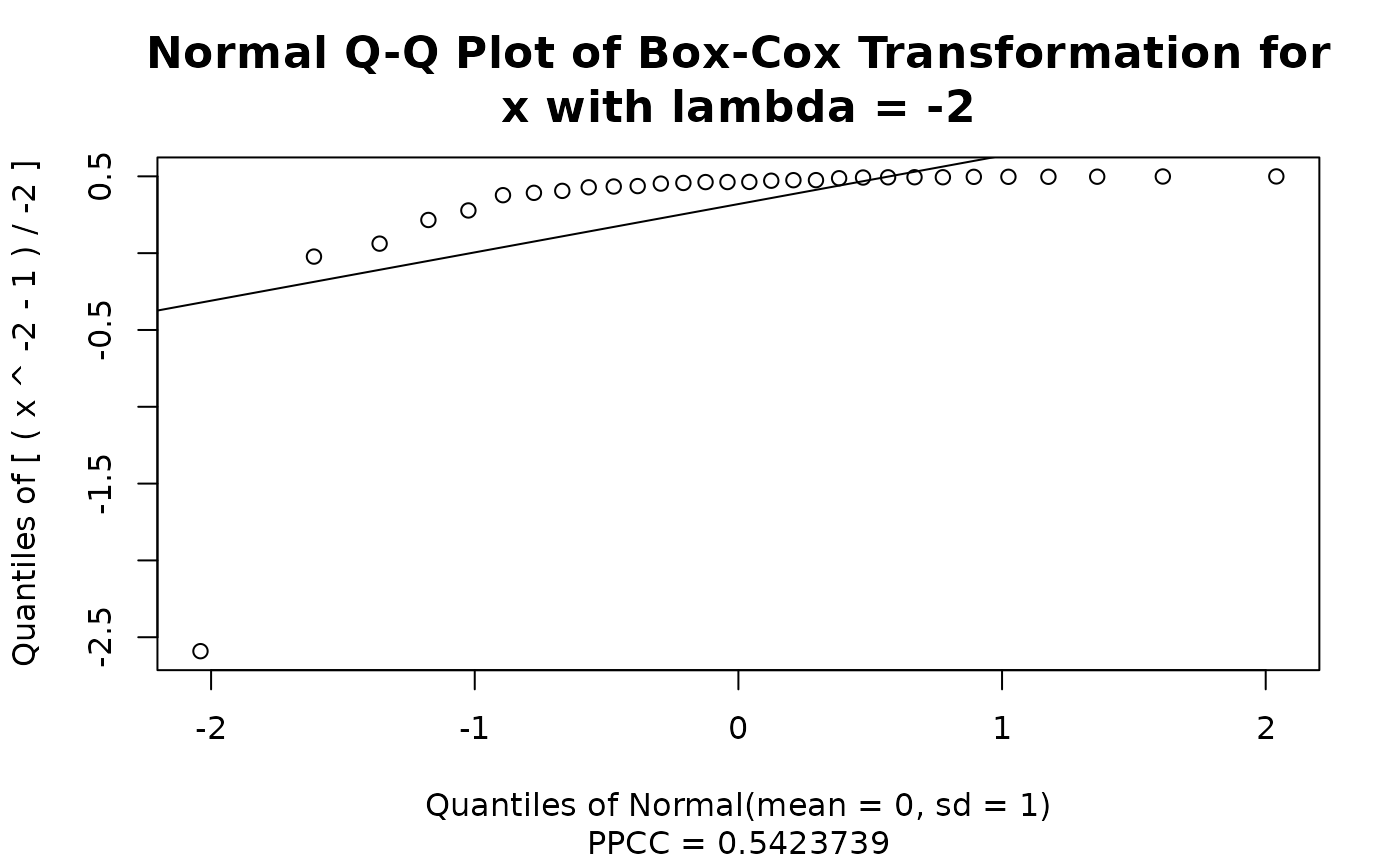 Normal Q-Q Plot of Box-Cox Transformation for
x with lambda = -2
Quantiles of [ ( x ^ -2 - 1 ) / -2 ]
0.5
-0.5
-1.5
-2.5
-2
-1
0
1
2
Quantiles of Normal(mean = 0, sd = 1)
PPCC = 0.5423739